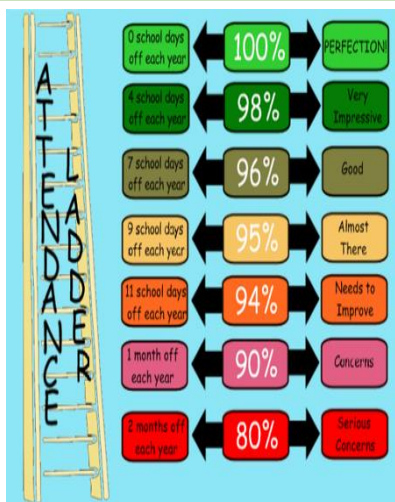 ATTENDANCE
LADDER
0 school days
off each year
100%
PERFECTION!
4 school days
off each year
98%
Very
Impressive
7 school days
off each year
96%
Good
9 school days
off each year
95%
Almost
There
11 school days
off each year
94%
Needs to
Improve
1 month off
each year
90%
Concerns
2 months off
each year
80%
Serious
Concerns